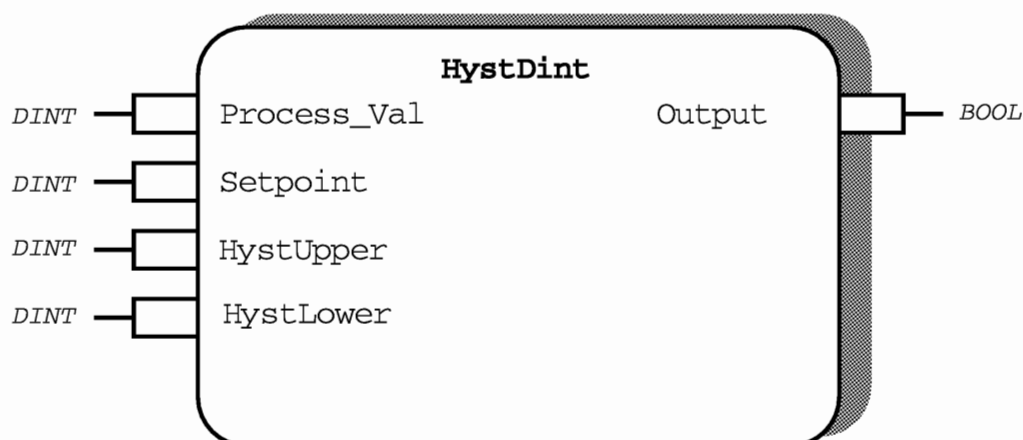 HystDint
DINT Process_Val Output BOOL
DINT Setpoint
DINT HystUpper
DINT HystLower